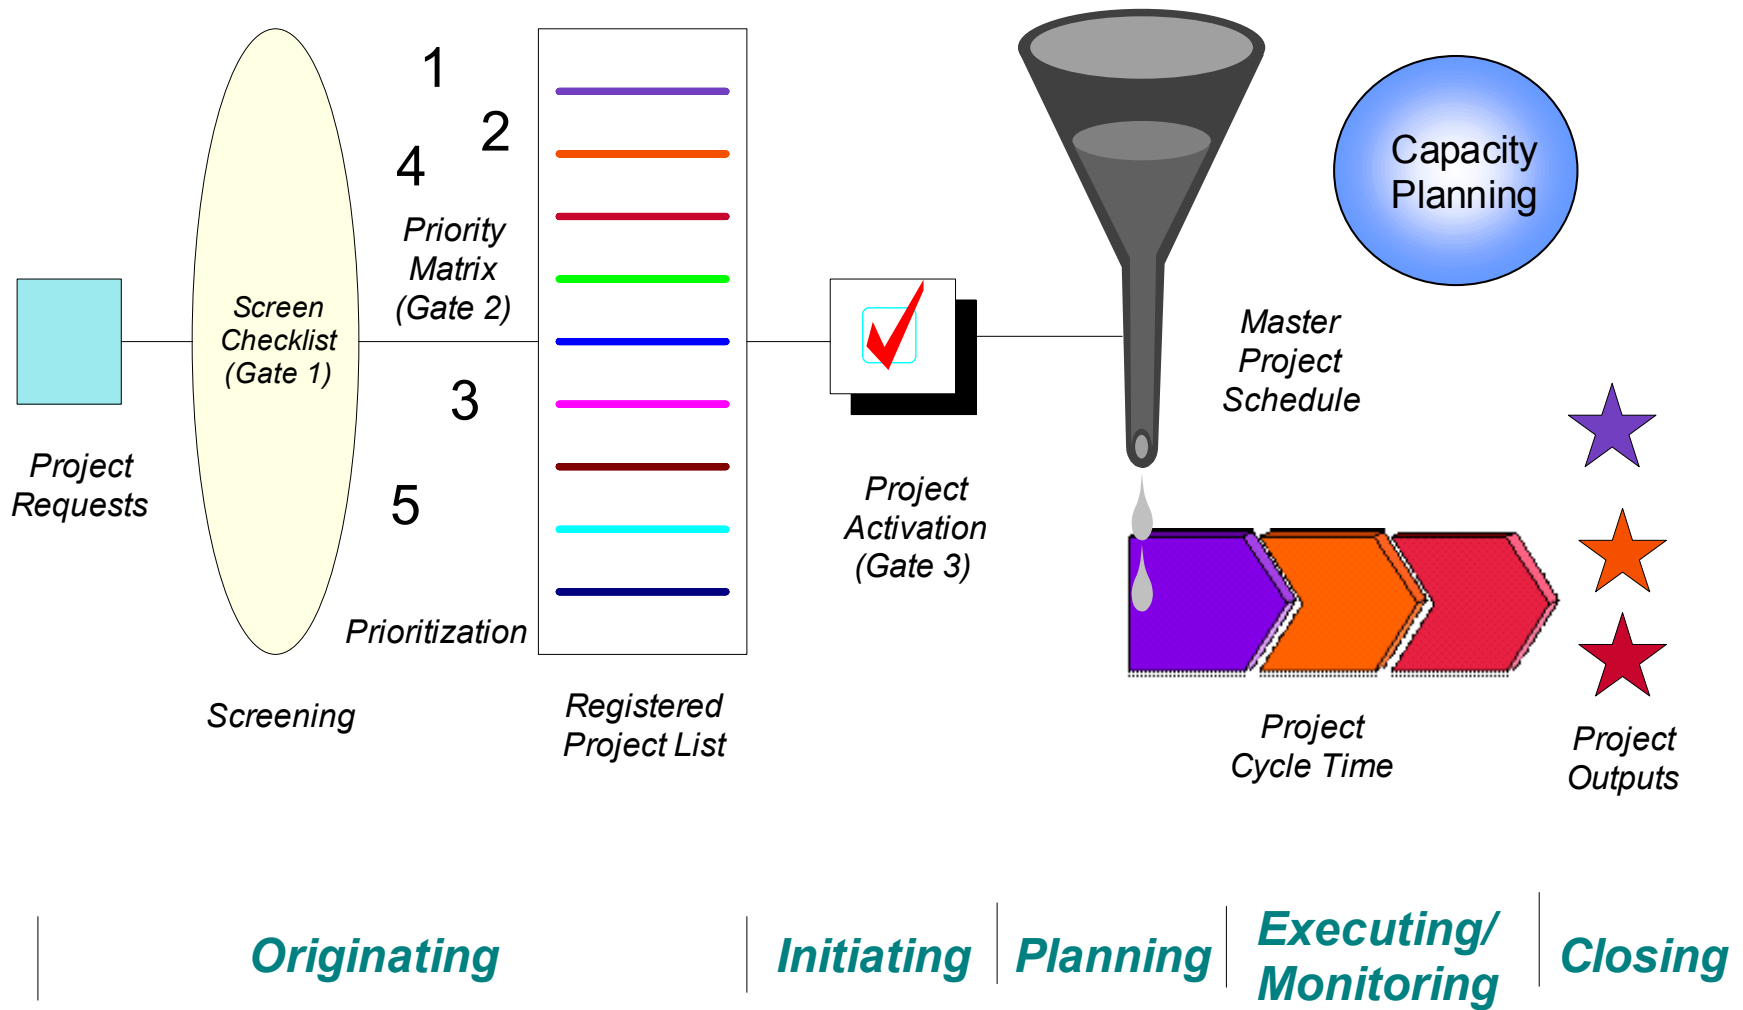 Project
Requests
Screen
Checklist
(Gate 1)
Screening
1
2
4
Priority
Matrix
(Gate 2)
3
5
Prioritization
Registered
Project List
Project
Activation
(Gate 3)
Master
Project
Schedule
Capacity
Planning
Project
Cycle Time
Project
Outputs
Originating
Initiating
Planning
Executing/
Monitoring
Closing